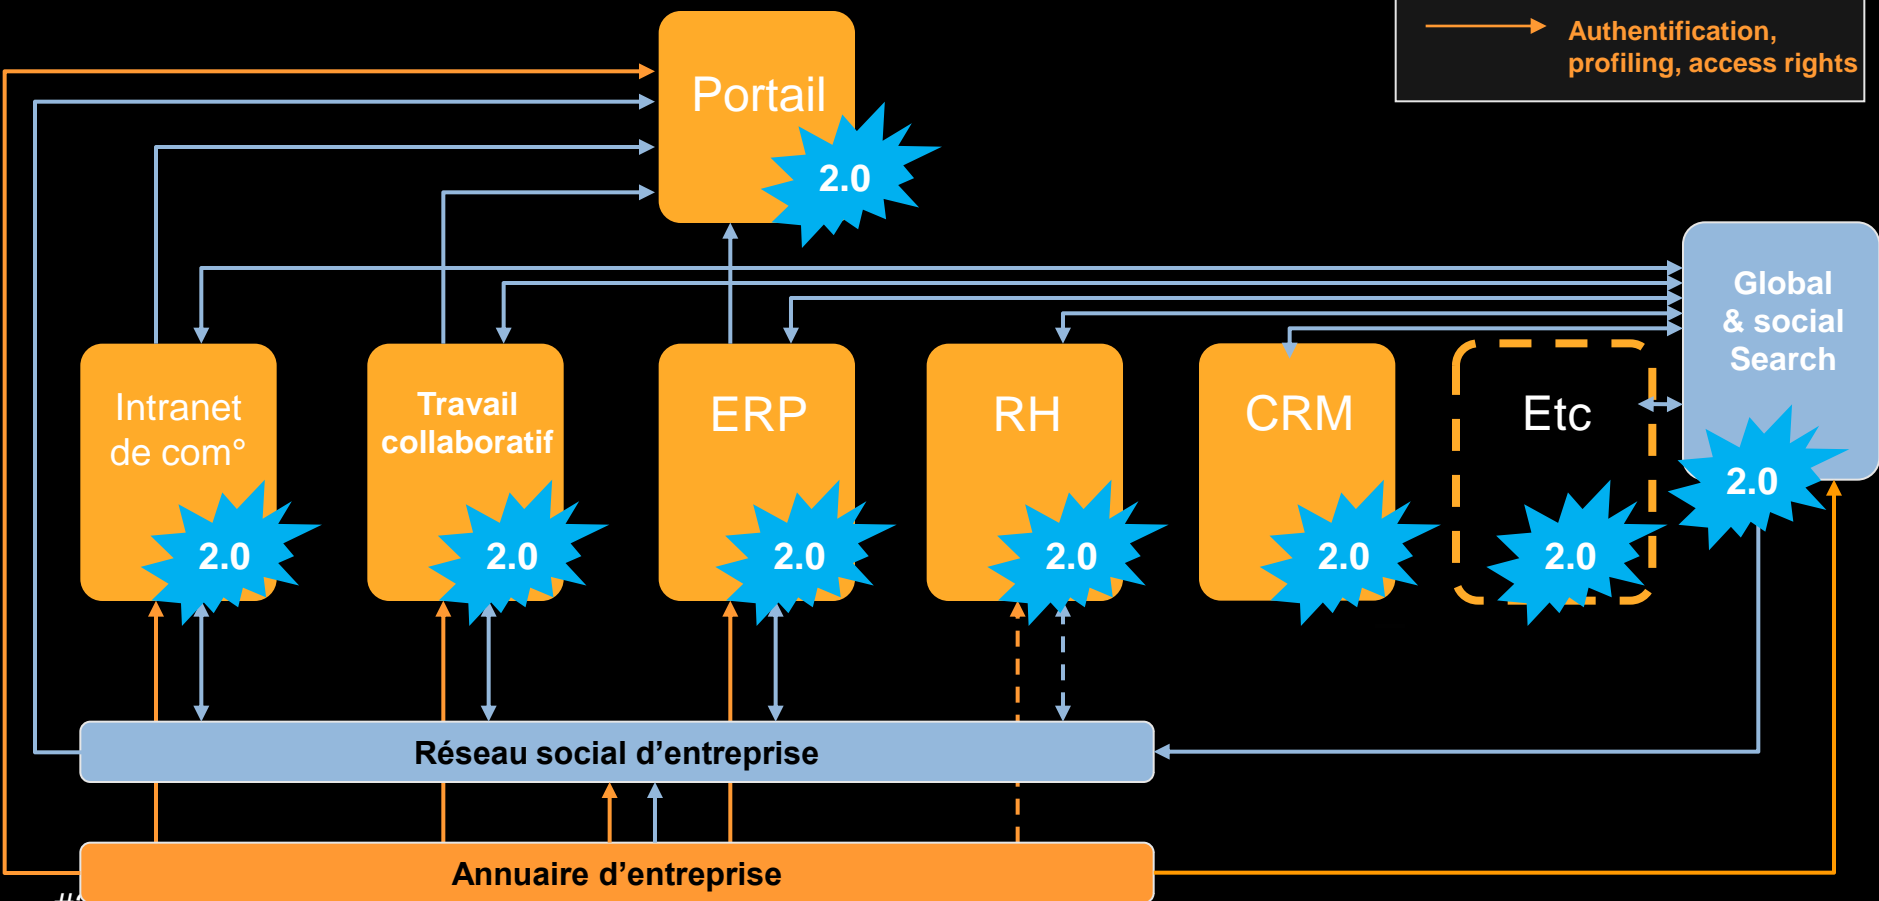 Authentification,
profiling, access rights
Portail
2.0
Global
& social
Search
2.0
Intranet
de com°
2.0
Travail
collaboratif
2.0
ERP
2.0
RH
2.0
CRM
2.0
Etc
2.0
Réseau social d’entreprise
Annuaire d’entreprise